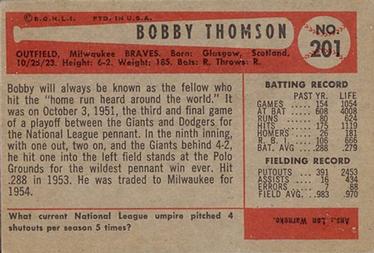 © B.G.H.L.I. PTD. IN U.S.A.
BOBBY THOMSON
NO. 201
OUTFIELD, Milwaukee BRAVES. Born: Glasgow, Scotland,
10/25/23. Height: 6-2. Weight: 185. Bats: R. Throws: R.
Bobby will always be known as the fellow who
hit the "home run heard around the world." It
was on October 3, 1951, the third and final game
of a playoff between the Giants and Dodgers for
the National League pennant. In the ninth inning,
with one out, two on, and the Giants behind 4-2,
he hit one into the left field stands at the Polo
Grounds for the wildest pennant win ever. Hit
.288 in 1953. He was traded to Milwaukee for
1954.
BATTING RECORD
PAST YR. LIFE
GAMES 154 1054
AT BAT 608 4008
RUNS 80 624
HITS 175 1119
HOMERS 26 181
R. B. I. 106 666
BAT. AVG. .288 .279
FIELDING RECORD
PUTOUTS 391 2453
ASSISTS 16 434
ERRORS 7 88
FIELD AVG. .983 .970
What current National League umpire pitched 4
shutouts per season 5 times?
Ans.: Lon Warneke.